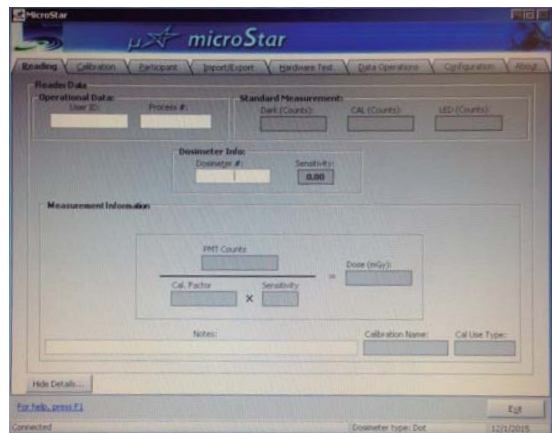 MicroStar
microStar
Reading Calibration Participant Import/Export Hardware Test Data Operations Configuration About
Reader Data
Operational Data: Standard Measurement:
User ID: Process #: Dark (Counts): CAL (Counts): LED (Counts):
Dosimeter Info:
Dosimeter #: Sensitivity:
0.00
Measurement Information
PMT Counts
Dose (mGy):
=
Cal. Factor Sensitivity
X
Notes: Calibration Name: Cal Use Type:
Hide Details...
For help, press F1 Exit
Connected Dosimeter type: Dot 12/1/2015